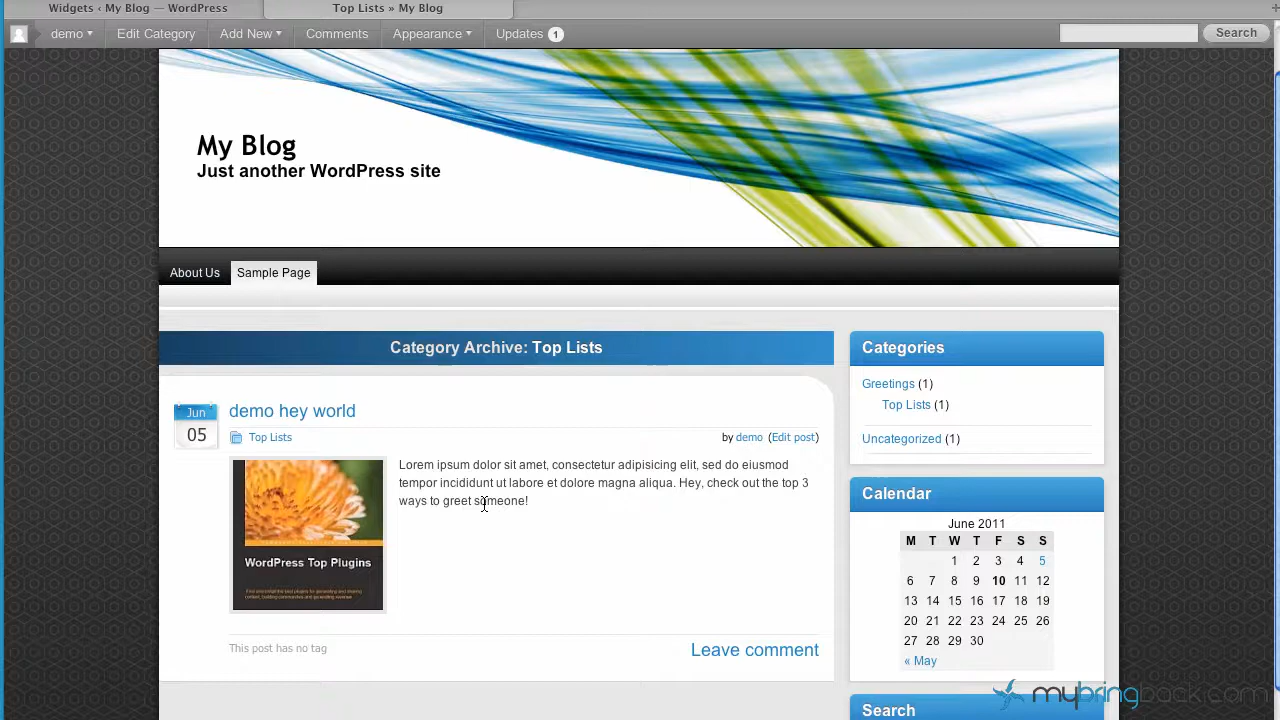 Widgets ‹ My Blog — WordPress
Top Lists » My Blog
demo
Edit Category
Add New
Comments
Appearance
Updates 1
Search
My Blog
Just another WordPress site
About Us
Sample Page
Category Archive: Top Lists
Jun
05
demo hey world
Top Lists
by demo (Edit post)
WordPress Top Plugins
Lorem ipsum dolor sit amet, consectetur adipisicing elit, sed do eiusmod
tempor incididunt ut labore et dolore magna aliqua. Hey, check out the top 3
ways to greet someone!
This post has no tag
Leave comment
Categories
Greetings (1)
Top Lists (1)
Uncategorized (1)
Calendar
June 2011
M T W T F S S
1 2 3 4 5
6 7 8 9 10 11 12
13 14 15 16 17 18 19
20 21 22 23 24 25 26
27 28 29 30
« May
Search
mybringback.com